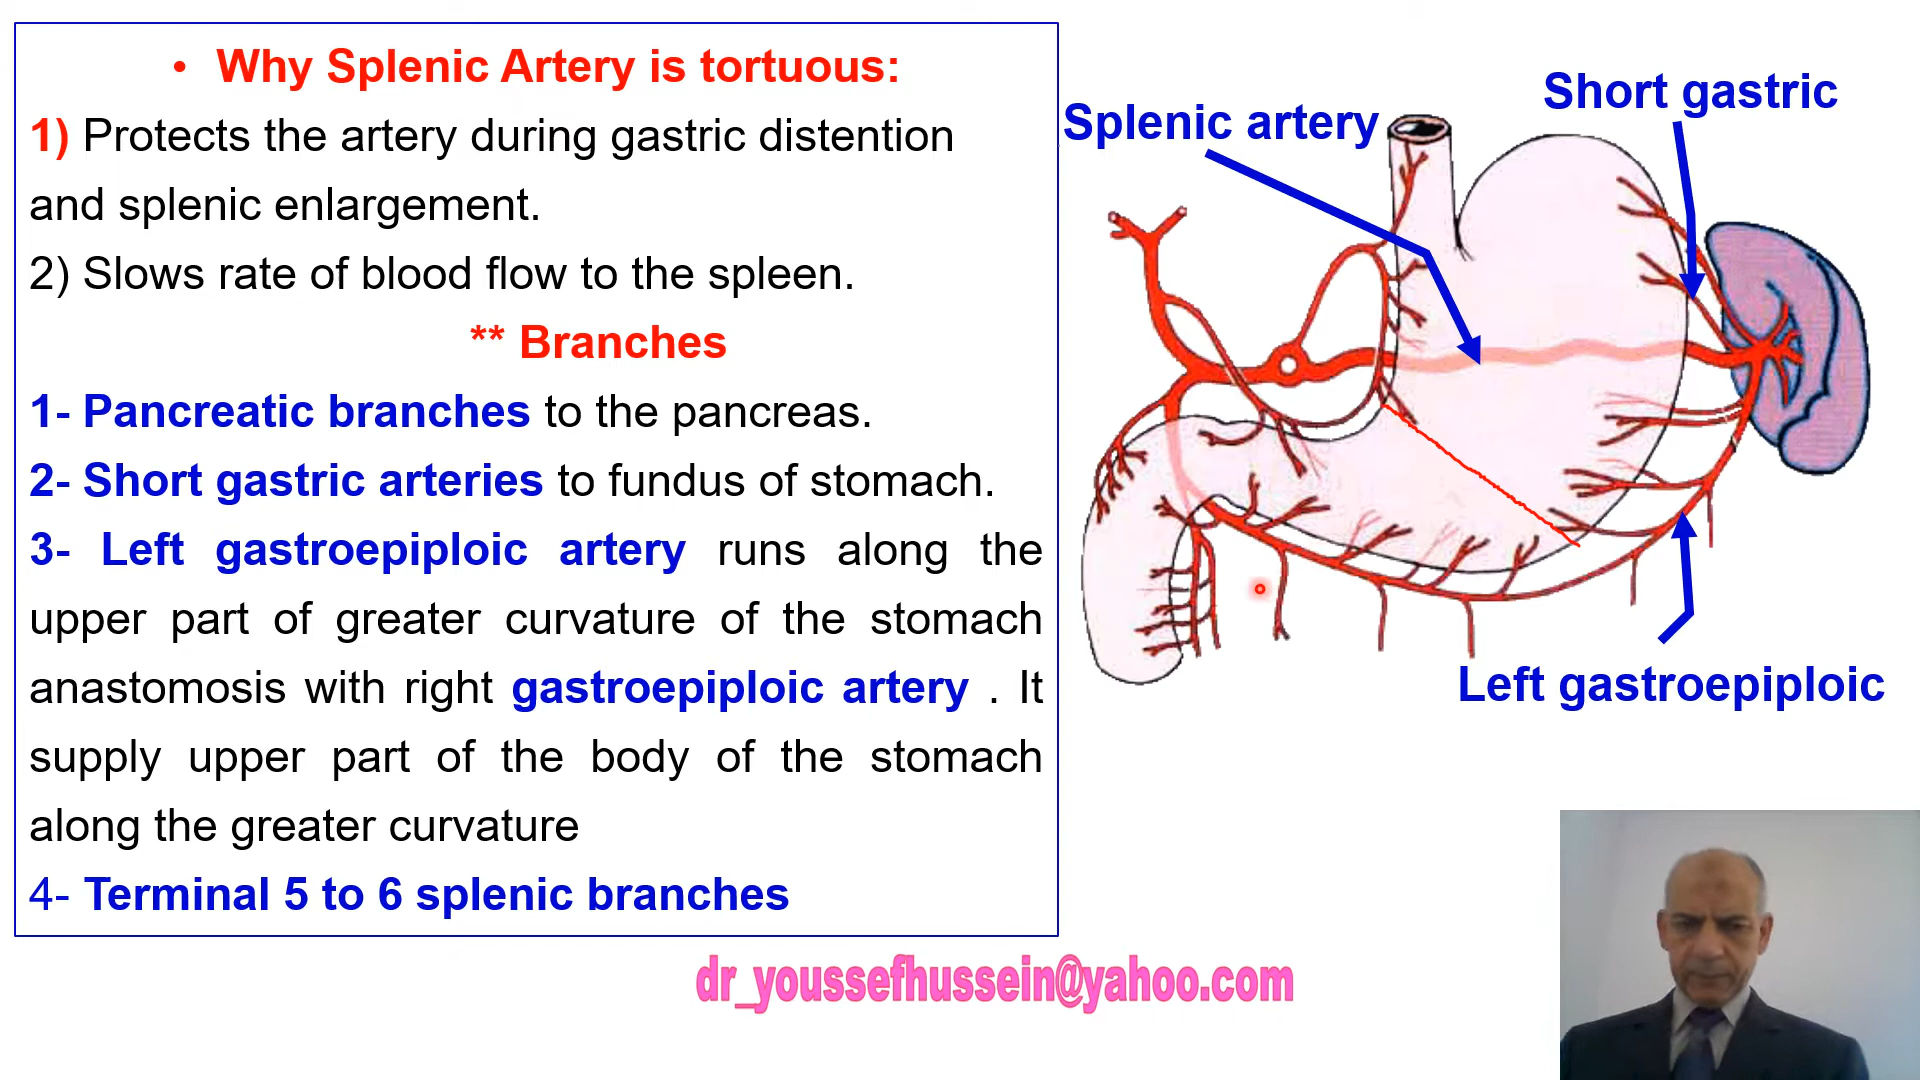 • Why Splenic Artery is tortuous:
1) Protects the artery during gastric distention
and splenic enlargement.
2) Slows rate of blood flow to the spleen.
** Branches
1- Pancreatic branches to the pancreas.
2- Short gastric arteries to fundus of stomach.
3- Left gastroepiploic artery runs along the
upper part of greater curvature of the stomach
anastomosis with right gastroepiploic artery . It
supply upper part of the body of the stomach
along the greater curvature
4- Terminal 5 to 6 splenic branches
Short gastric
Splenic artery
Left gastroepiploic
dr_youssefhussein@yahoo.com